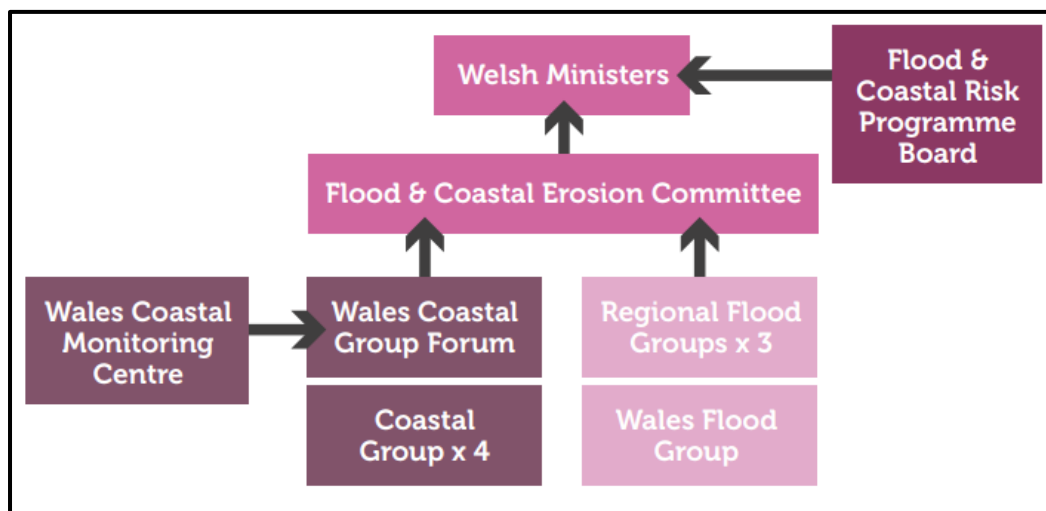 Welsh Ministers
Flood &
Coastal Risk
Programme
Board
Flood & Coastal Erosion Committee
Wales Coastal
Monitoring
Centre
Wales Coastal
Group Forum
Regional Flood
Groups x 3
Coastal
Group x 4
Wales Flood
Group